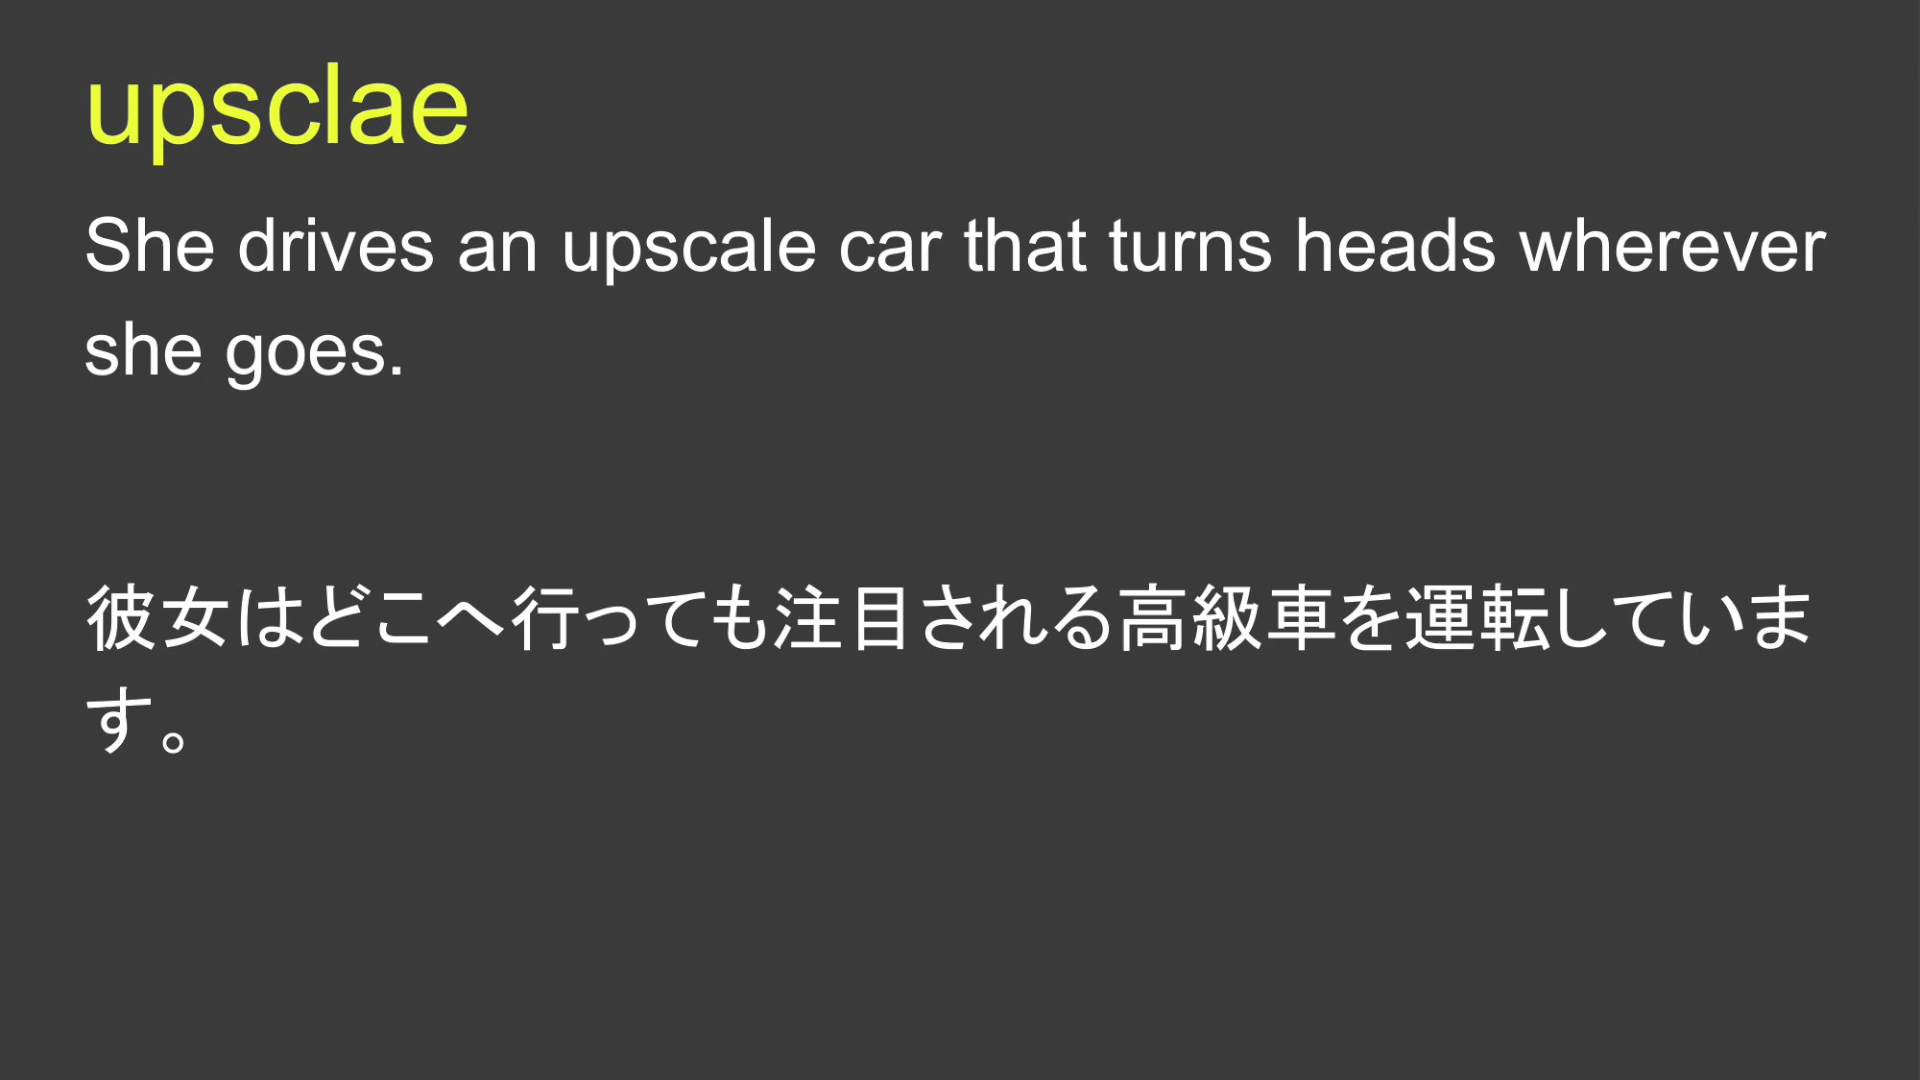 upsclae
She drives an upscale car that turns heads wherever
she goes.
彼女はどこへ行っても注目される高級車を運転していま
す。